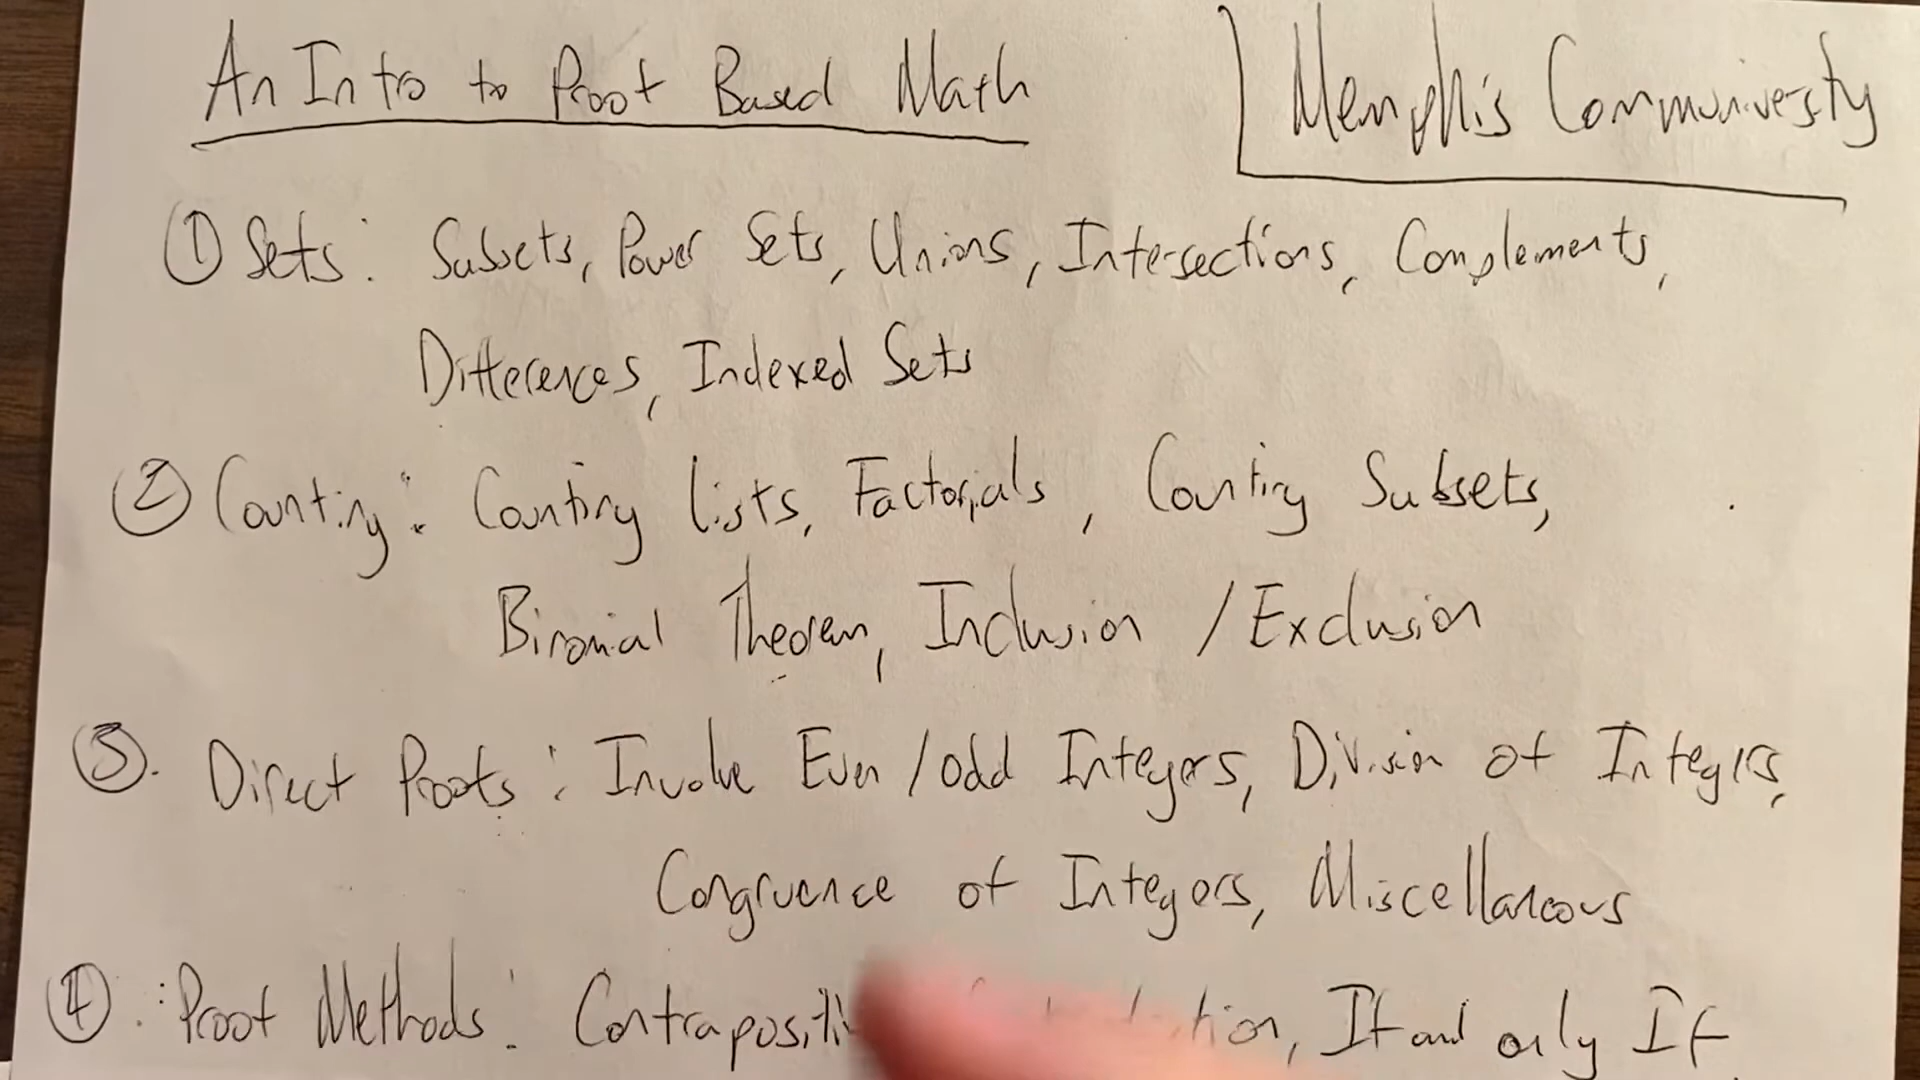 An Intro to Proof Based Math
Memphis Communiversity
① Sets: Subsets, Power Sets, Unions, Intersections, Complements,
Differences, Indexed Sets
② Counting: Counting Lists, Factorials, Counting Subsets,
Binomial Theorem, Inclusion / Exclusion
③. Direct Proofs: Involve Even/Odd Integers, Division of Integers,
Congruence of Integers, Miscellaneous
④: Proof Methods: If and only If